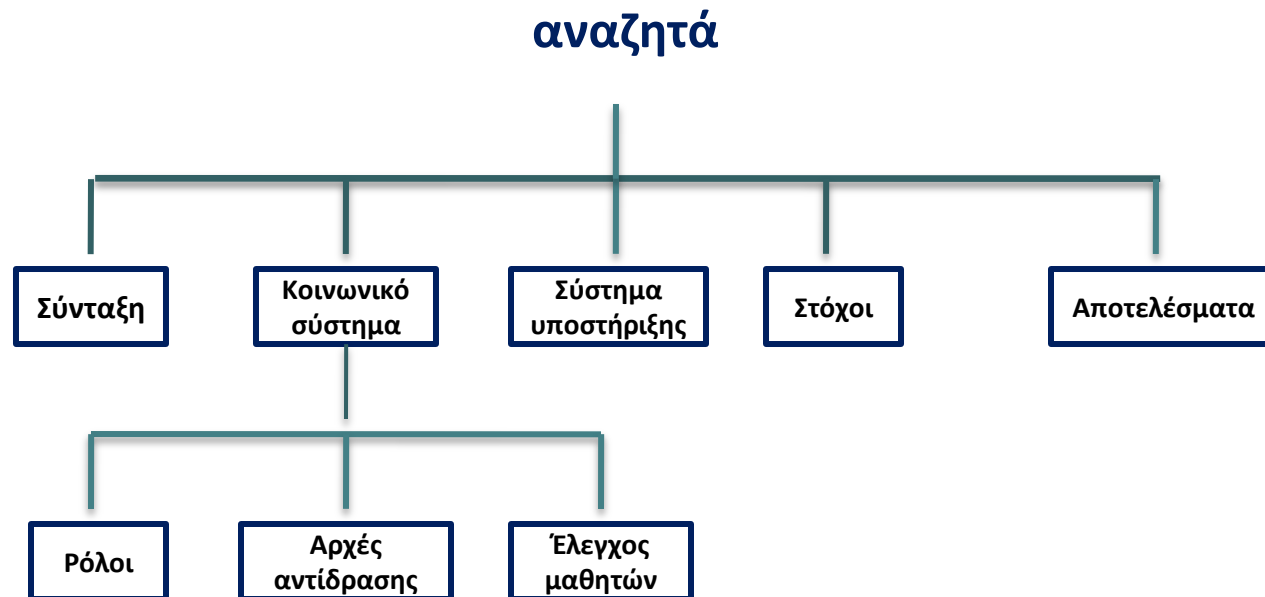 αναζητά
Σύνταξη
Κοινωνικό
σύστημα
Σύστημα
υποστήριξης
Στόχοι
Αποτελέσματα
Ρόλοι
Αρχές
αντίδρασης
Έλεγχος
μαθητών